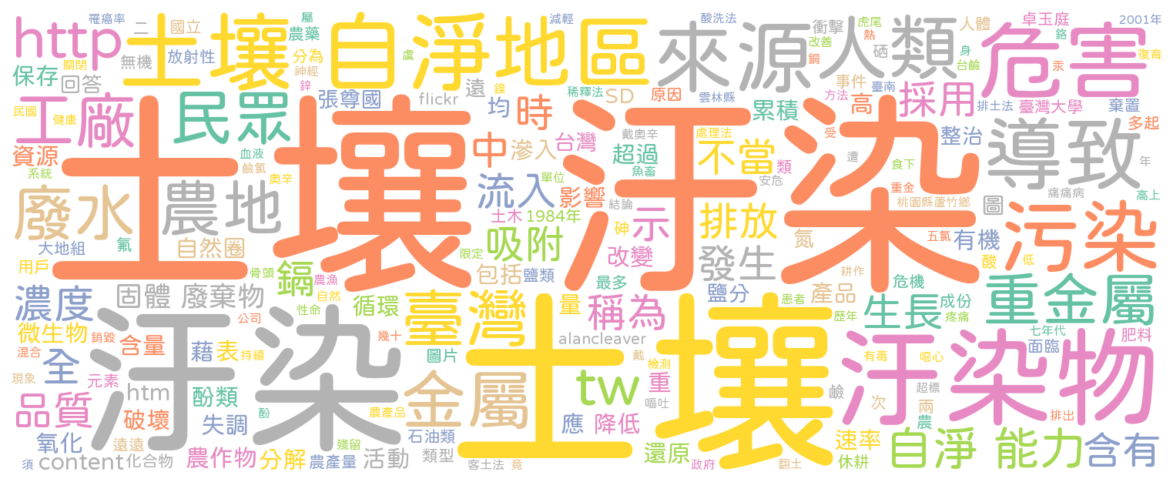 土壤 汙染
土壤
汙染
土壤
自淨地區
來源
人類
危害
http
工廠
民眾
廢水
農地
導致
污染
重金屬
汙染物
自淨 能力
含有
金屬
臺灣
tw
品質
濃度
全
稱為
示
排放
不當
採用
吸附
流入
中
時
均
張尊國
flickr
遠
SD
原因
累積
高
硒
事件
人體
卓玉庭
2001年
罹癌率
二
國立
屬
農藥
減輕
酸洗法
衝擊
改善
虎尾
熱
鉻
身
汞
復育
關閉
無機
放射性
分為
神經
保存
回答
鋅
稀釋法
雲林縣
方法
鋼
台鹼
臺南
排土法
臺灣大學
棄置
多起
民國
健康
資源
系統
血液
鹼氯
奧辛
滲入
台灣
戴奧辛
超過
處理法
魚畜
類
受
遭
整治
食下
年
安危
重金
桃園縣蘆竹鄉
痛痛病
高上
影響
單位
結論
土木
1984年
砷
圖
大地組
氟
自然圈
改變
發生
氮
五氯
有機
酸
低
用戶
骨頭
農漁
鎘
限定
包括
鹽類
最多
鹽分
耕作
產品
危機
生長
成份
疼痛
固體 廢棄物
自然
性命
循環
量
患者
歷年
微生物
公司
幾十
銷毀
混合
持續
含量
藉
表
圖片
alancleaver
戴
檢測
七年代
面臨
肥料
有毒
噁心
現象
元素
htm
酚類
酚
農產品
重
嘔吐
鹼
超標
次
兩
農
排出
破壞
失調
應
降低
石油類
殘留
氧化
遠遠
須
content
化合物
農作物
分解
農產量
活動
類型
客土法
竟
還原
政府
翻土
速率
休耕